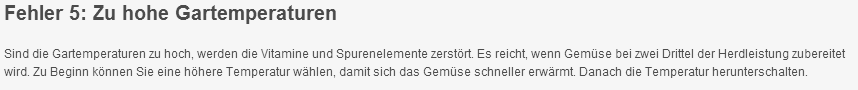 Fehler 5: Zu hohe Gartemperaturen
Sind die Gartemperaturen zu hoch, werden die Vitamine und Spurenelemente zerstört. Es reicht, wenn Gemüse bei zwei Drittel der Herdleistung zubereitet
wird. Zu Beginn können Sie eine höhere Temperatur wählen, damit sich das Gemüse schneller erwärmt. Danach die Temperatur herunterschalten.